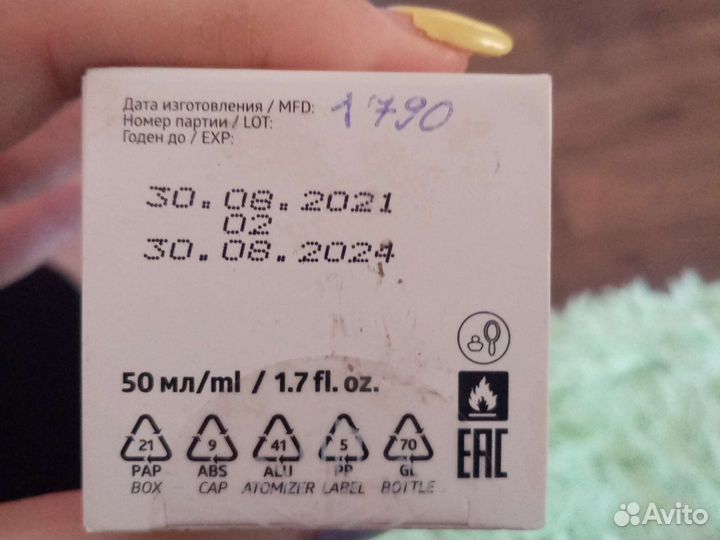 Дата изготовления / MFD: 1790
Номер партии / LOT:
Годен до / EXP:
30.08.2021
02
30.08.2024
50 мл/ml / 1.7 fl. oz.
21 9 41 5 70
PAP ABS ALU PP GL
BOX CAP ATOMIZER LABEL BOTTLE
EAC
Avito